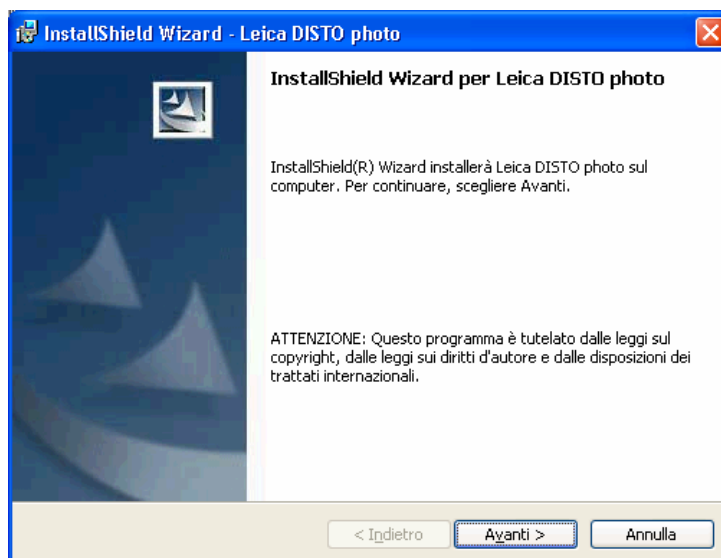 InstallShield Wizard - Leica DISTO photo
InstallShield Wizard per Leica DISTO photo
InstallShield(R) Wizard installerà Leica DISTO photo sul
computer. Per continuare, scegliere Avanti.
ATTENZIONE: Questo programma è tutelato dalle leggi sul
copyright, dalle leggi sui diritti d'autore e dalle disposizioni dei
trattati internazionali.
< Indietro
Avanti >
Annulla